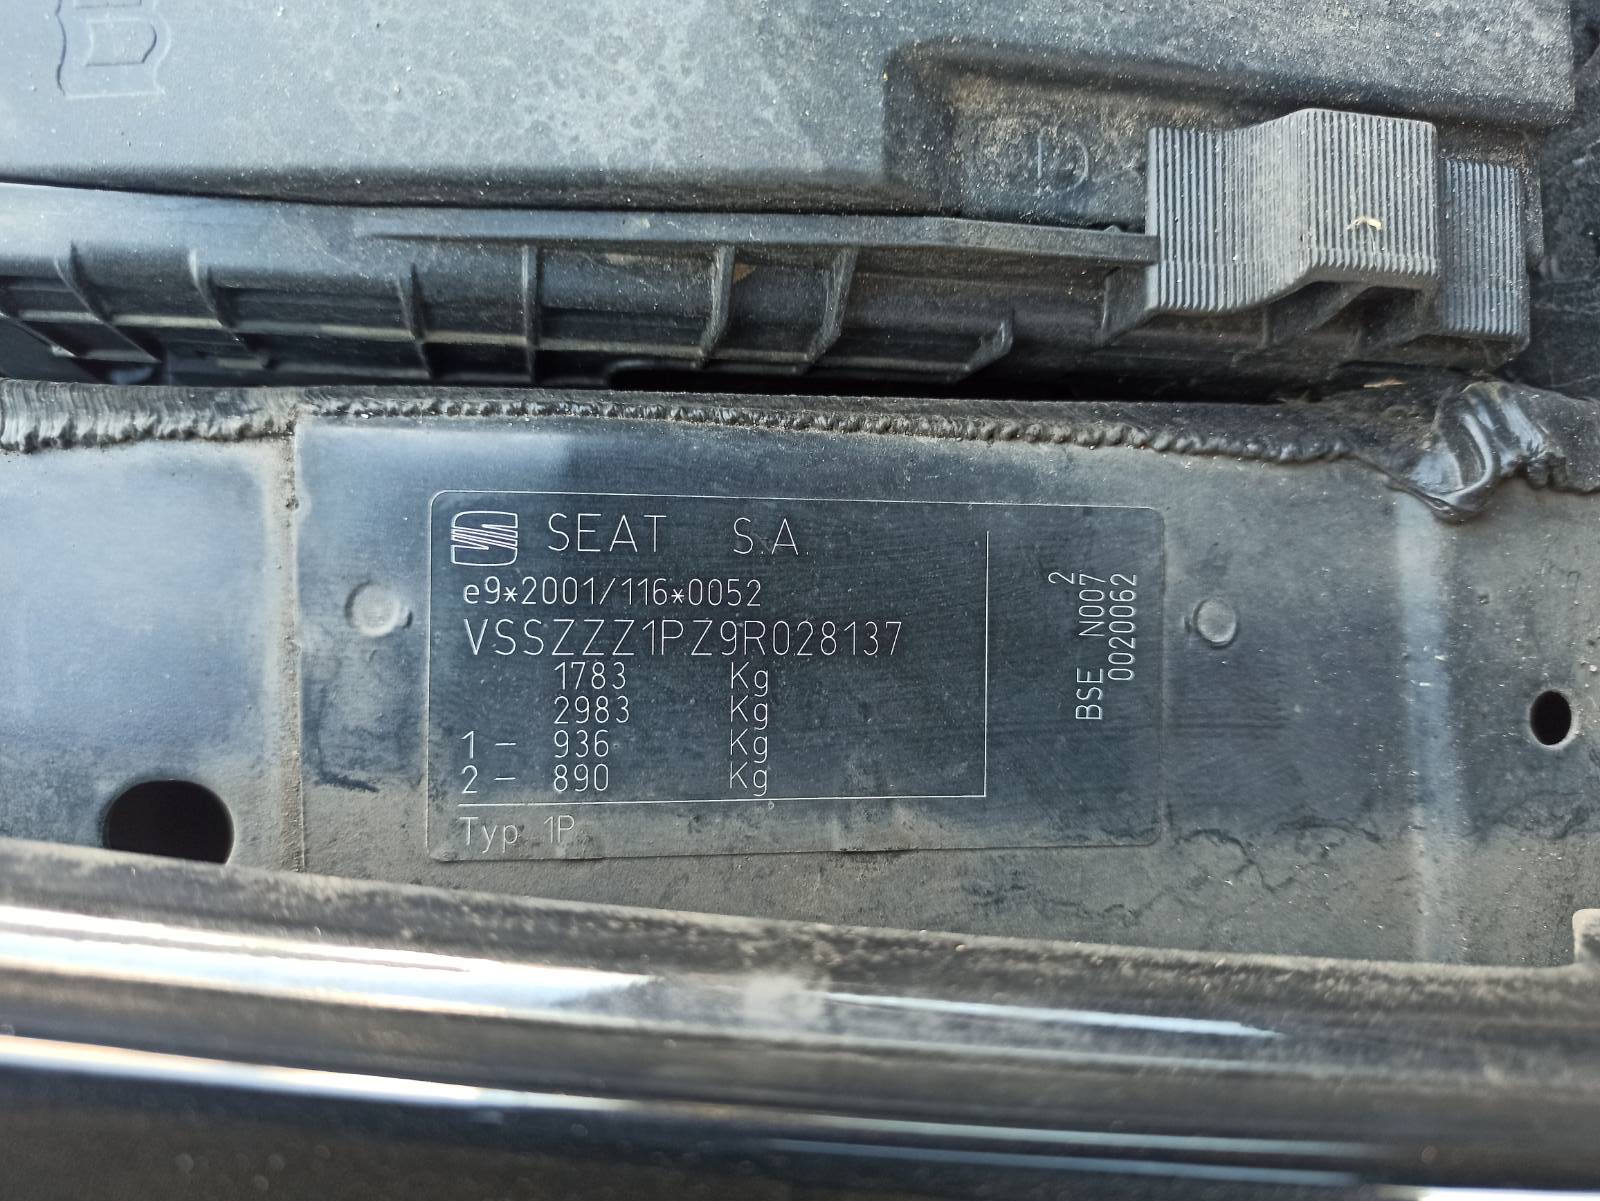 SEAT S.A.
e9*2001/116*0052
VSSZZZ1PZ9R028137
1783 Kg
2983 Kg
1 - 936 Kg
2 - 890 Kg
Typ 1P
2
BSE N007
0020062